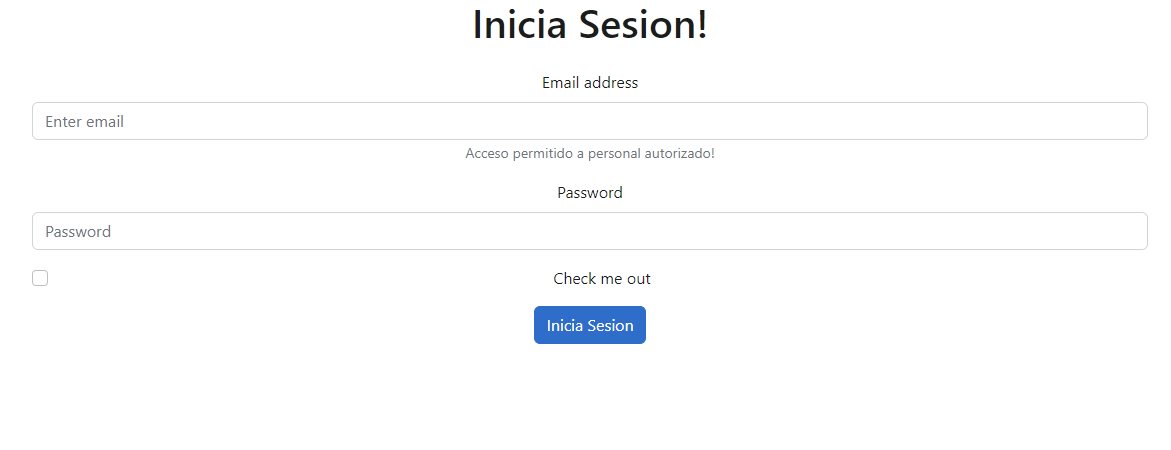 Inicia Sesion!
Email address
Enter email
Acceso permitido a personal autorizado!
Password
Password
Check me out
Inicia Sesion